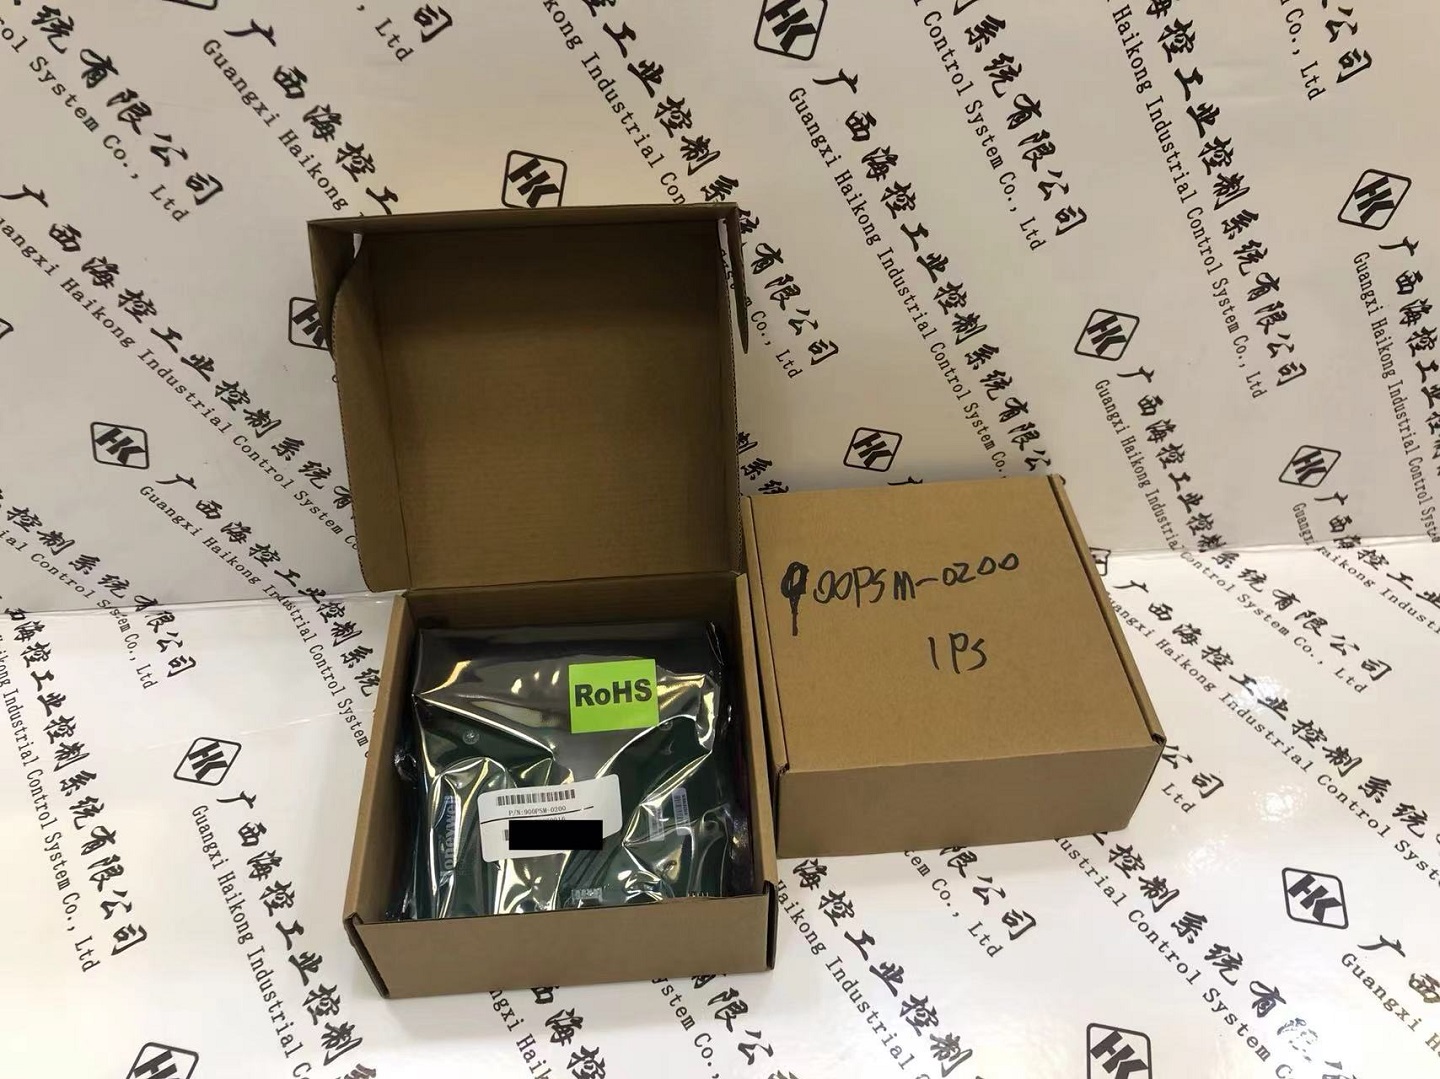 广西海控工业控制系统有限公司
Guangxi Haikong Industrial Control System Co., Ltd
HK
900PSM-0200
1PS
RoHS
P/N:900PSM-0200
Honeywell